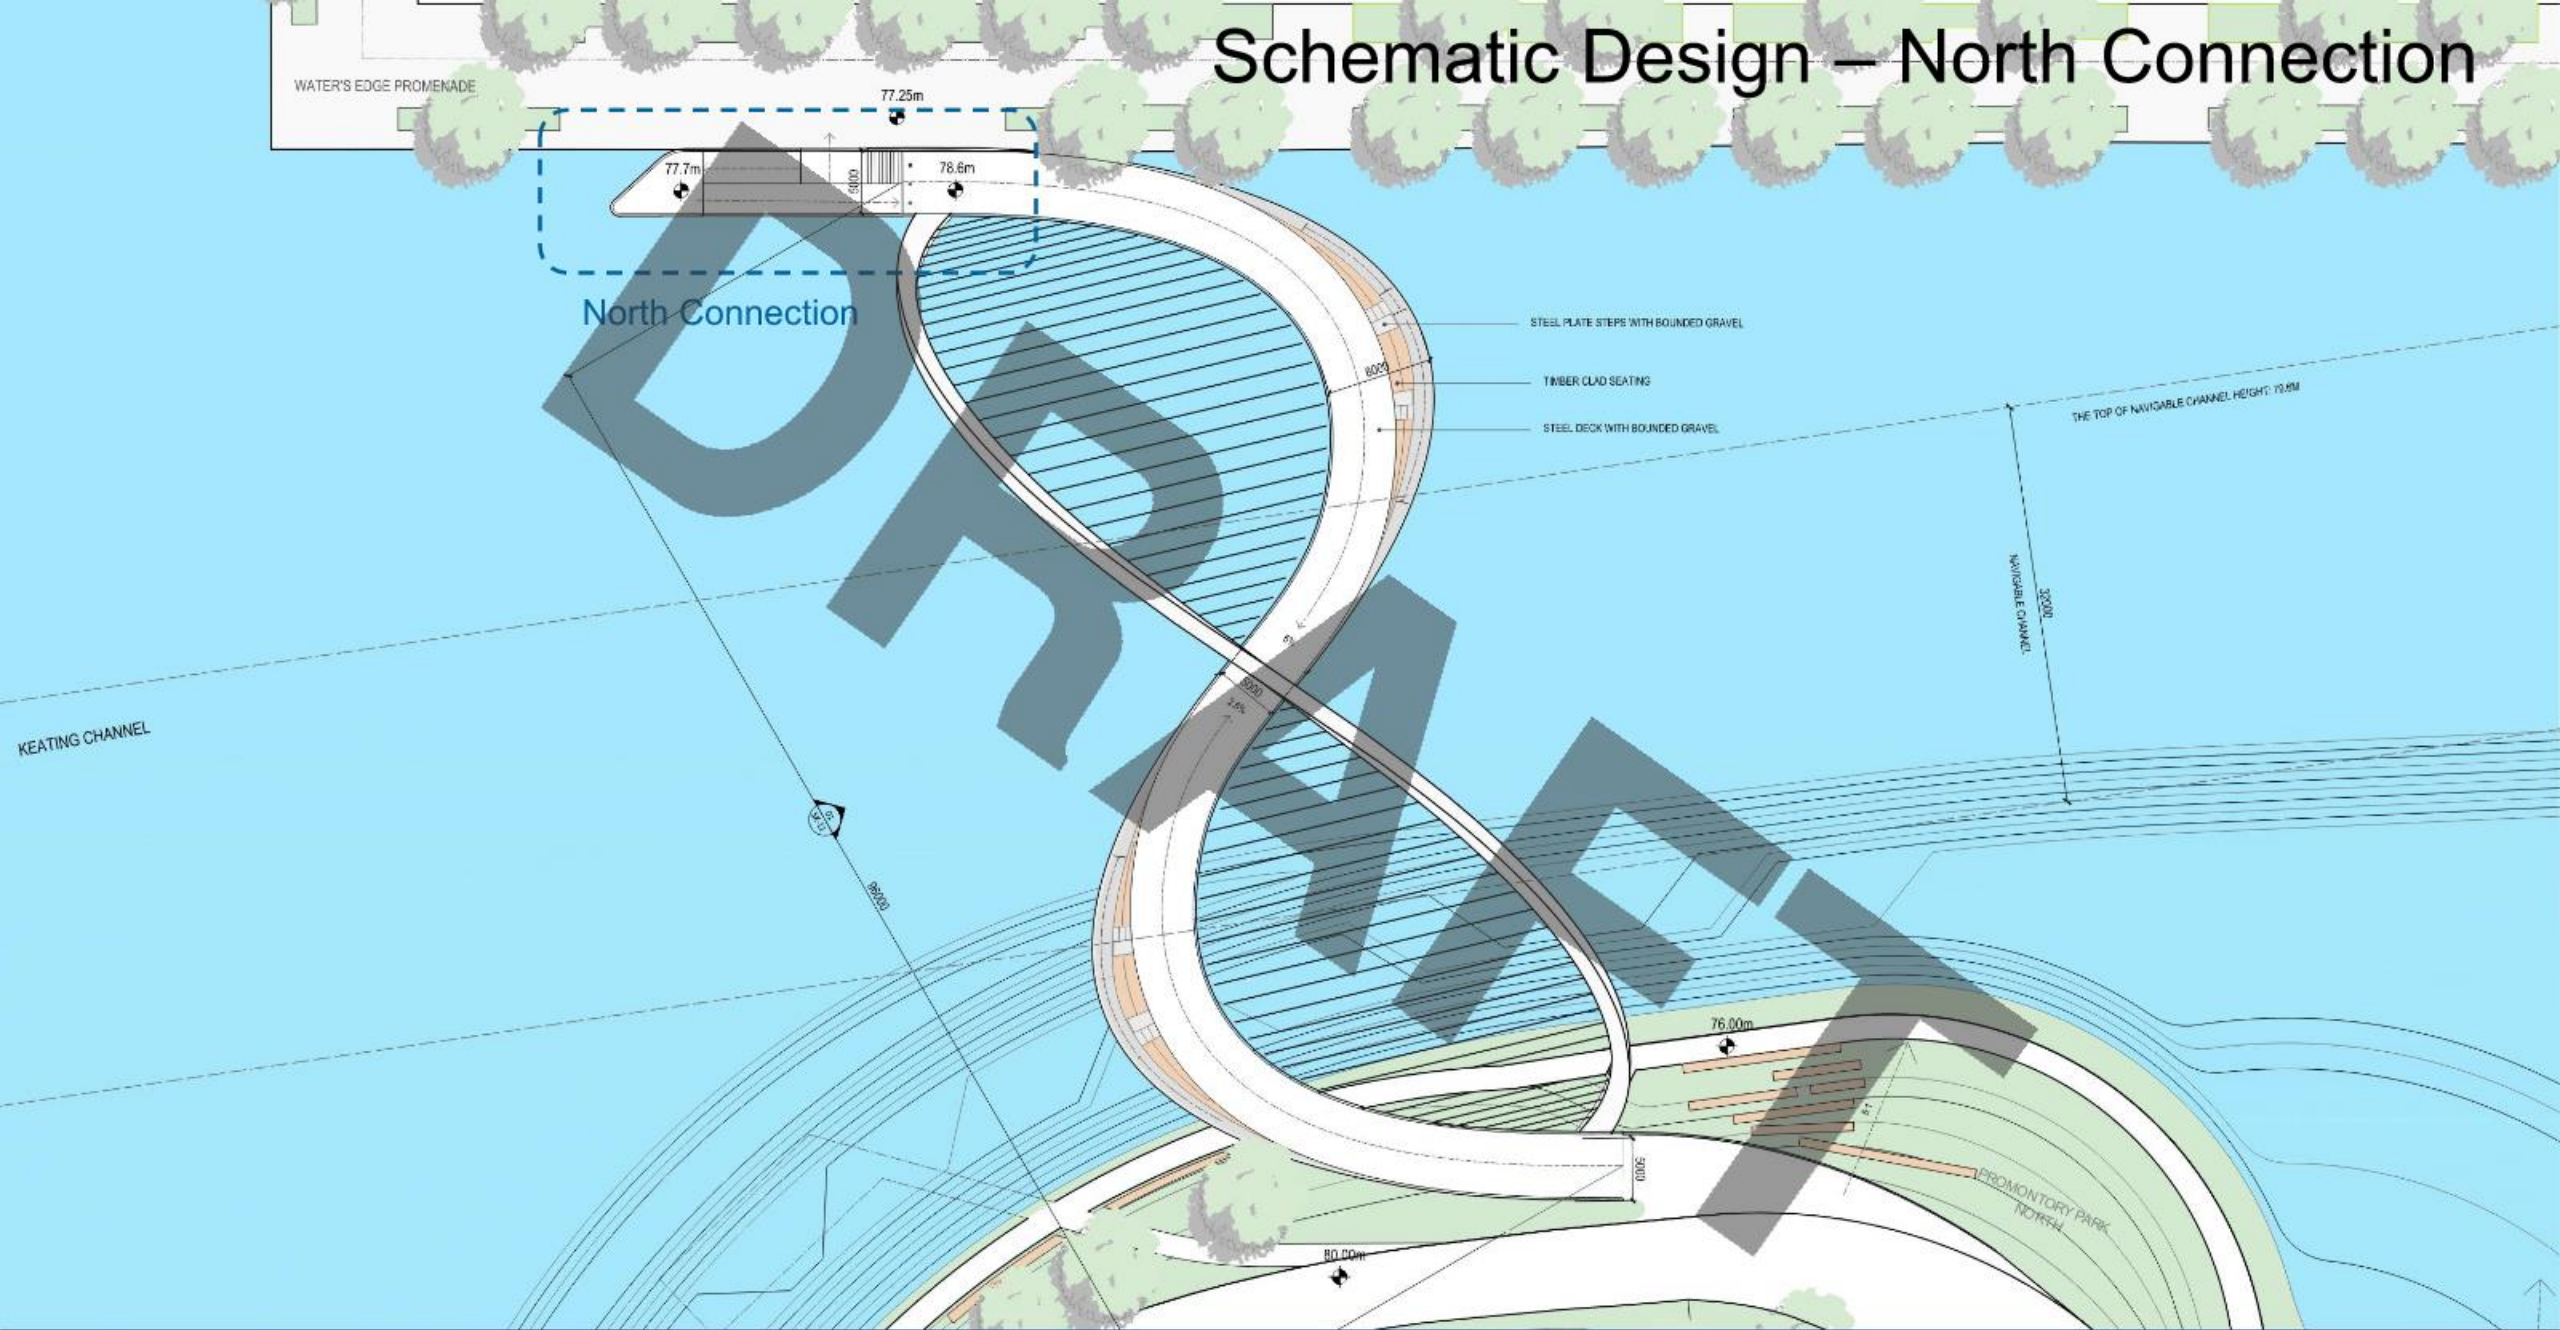 Schematic Design – North Connection
WATER'S EDGE PROMENADE
77.25m
77.7m
78.6m
North Connection
STEEL PLATE STEPS WITH BOUNDED GRAVEL
TIMBER CLAD SEATING
STEEL DECK WITH BOUNDED GRAVEL
THE TOP OF NAVIGABLE CHANNEL HEIGHT: 79.6M
NAVIGABLE CHANNEL
32000
KEATING CHANNEL
96000
76.00m
5000
80.00m
PROMONTORY PARK
NORTH
DRAFT